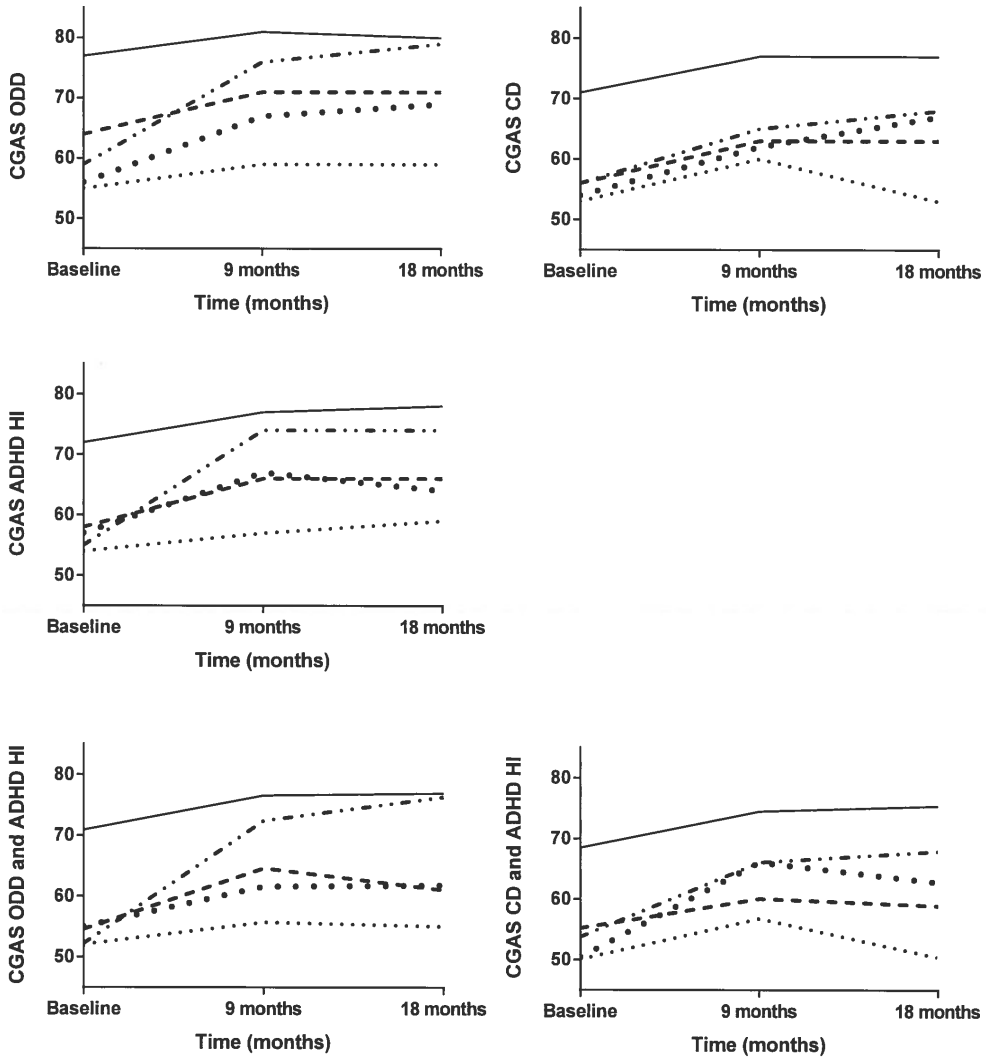 CGAS ODD
80
70
60
50
Baseline
9 months
18 months
Time (months)
CGAS CD
80
70
60
50
Baseline
9 months
18 months
Time (months)
CGAS ADHD HI
80
70
60
50
Baseline
9 months
18 months
Time (months)
CGAS ODD and ADHD HI
80
70
60
50
Baseline
9 months
18 months
Time (months)
CGAS CD and ADHD HI
80
70
60
50
Baseline
9 months
18 months
Time (months)